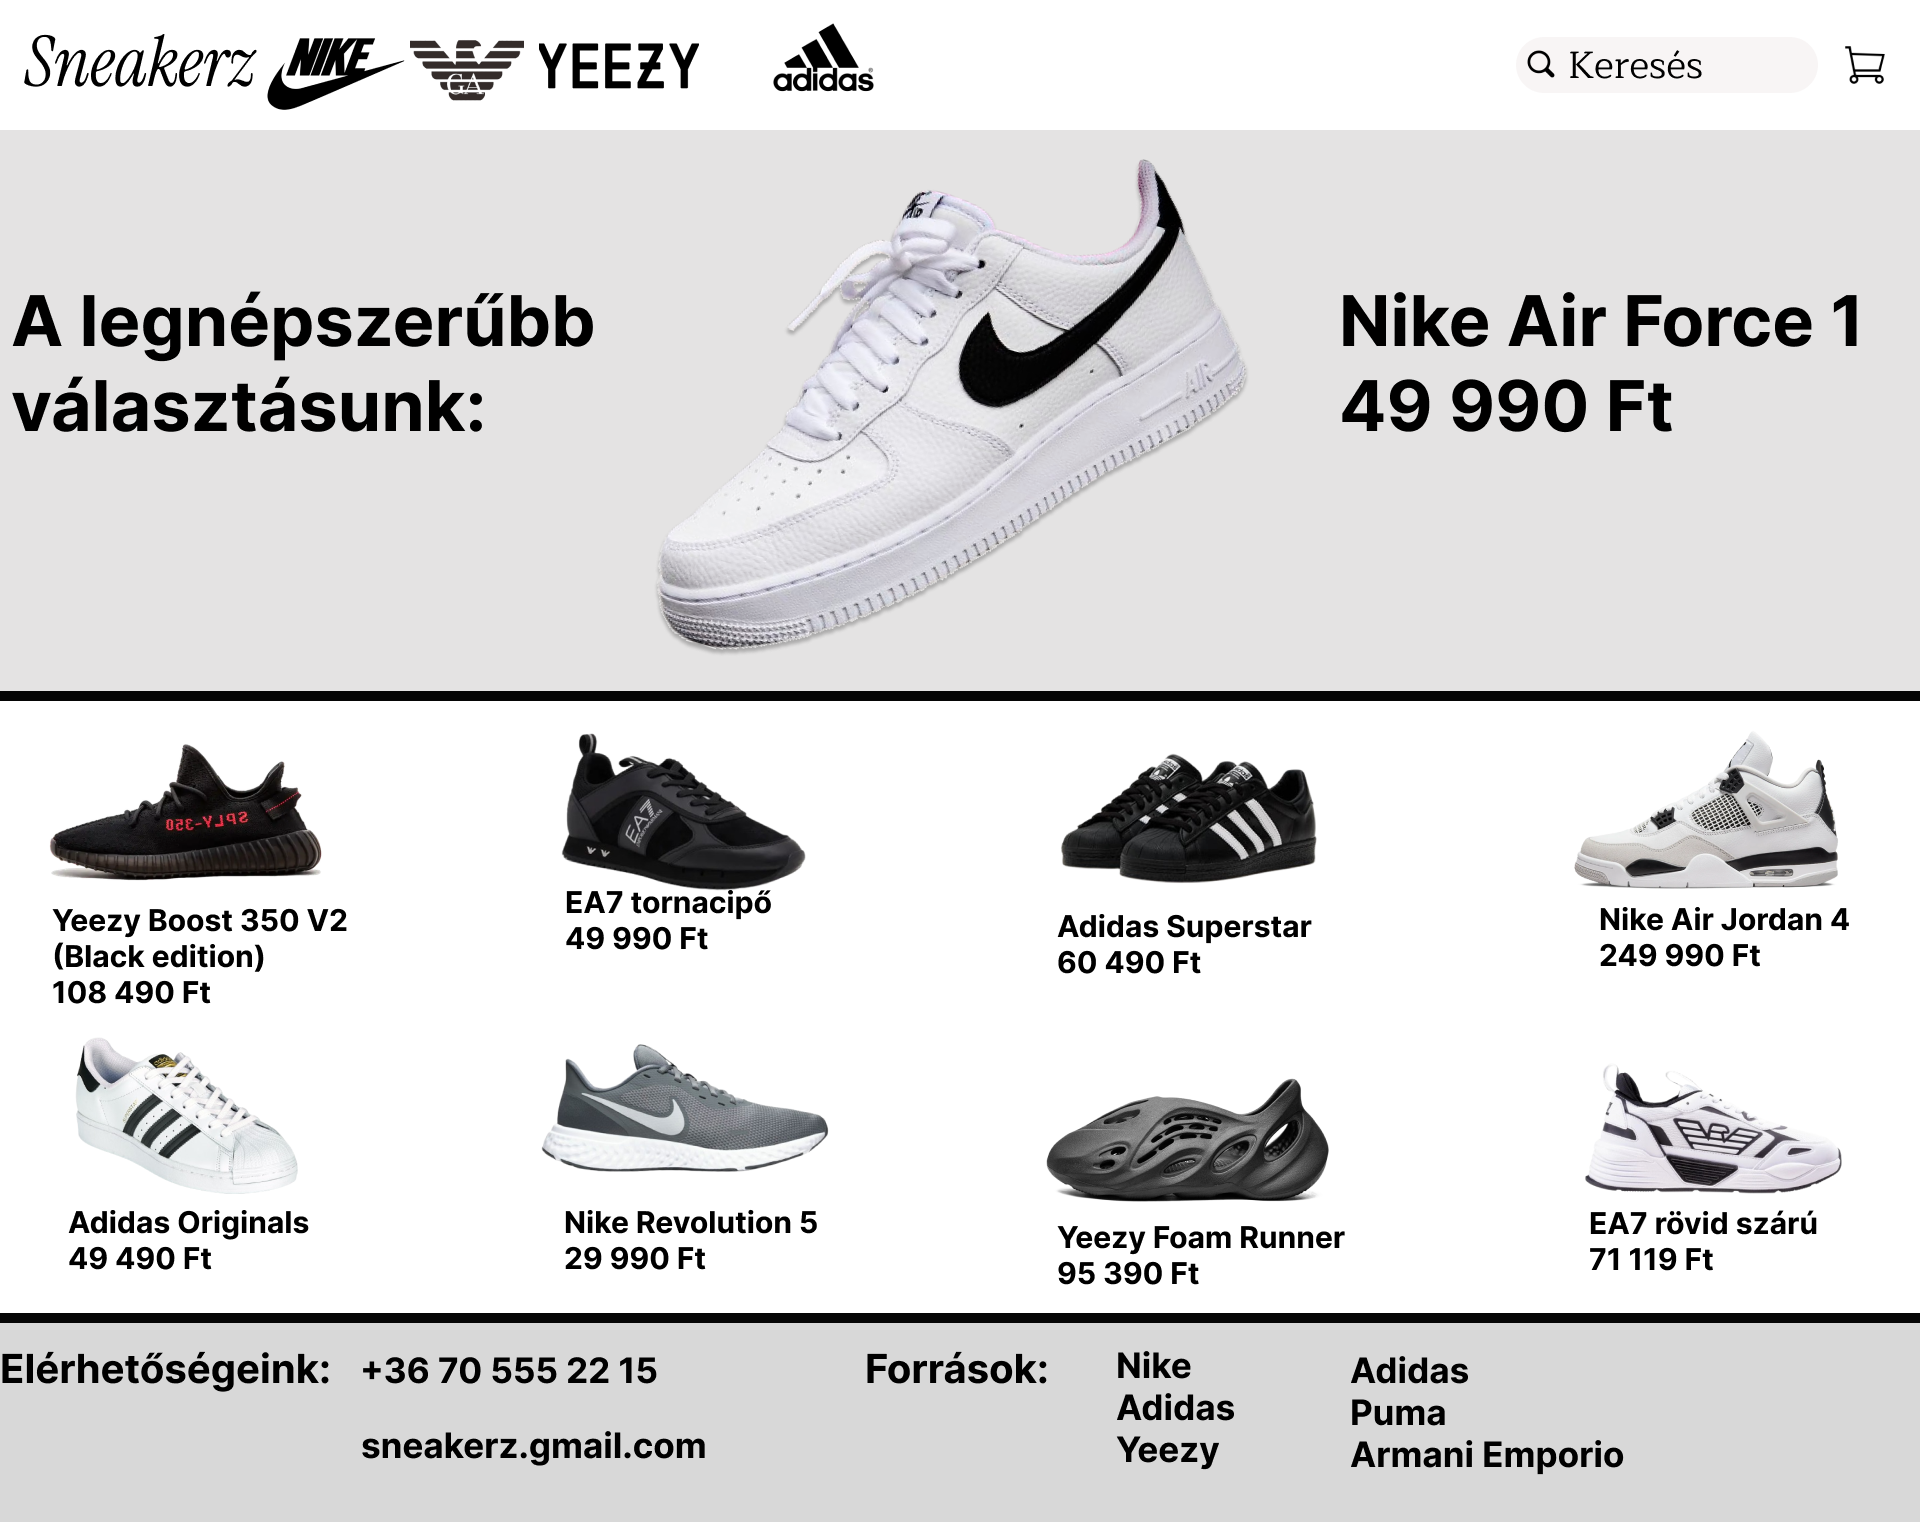 Sneakerz
NIKE
GA
YEEZY
adidas
Keresés
A legnépszerűbb
választásunk:
AIR
Nike Air Force 1
49 990 Ft
SPLY-350
EA7
Yeezy Boost 350 V2
(Black edition)
108 490 Ft
EA7 tornacipő
49 990 Ft
Adidas Superstar
60 490 Ft
Nike Air Jordan 4
249 990 Ft
Adidas Originals
49 490 Ft
Nike Revolution 5
29 990 Ft
Yeezy Foam Runner
95 390 Ft
EA7 rövid szárú
71 119 Ft
Elérhetőségeink:
+36 70 555 22 15
sneakerz.gmail.com
Források:
Nike
Adidas
Yeezy
Adidas
Puma
Armani Emporio